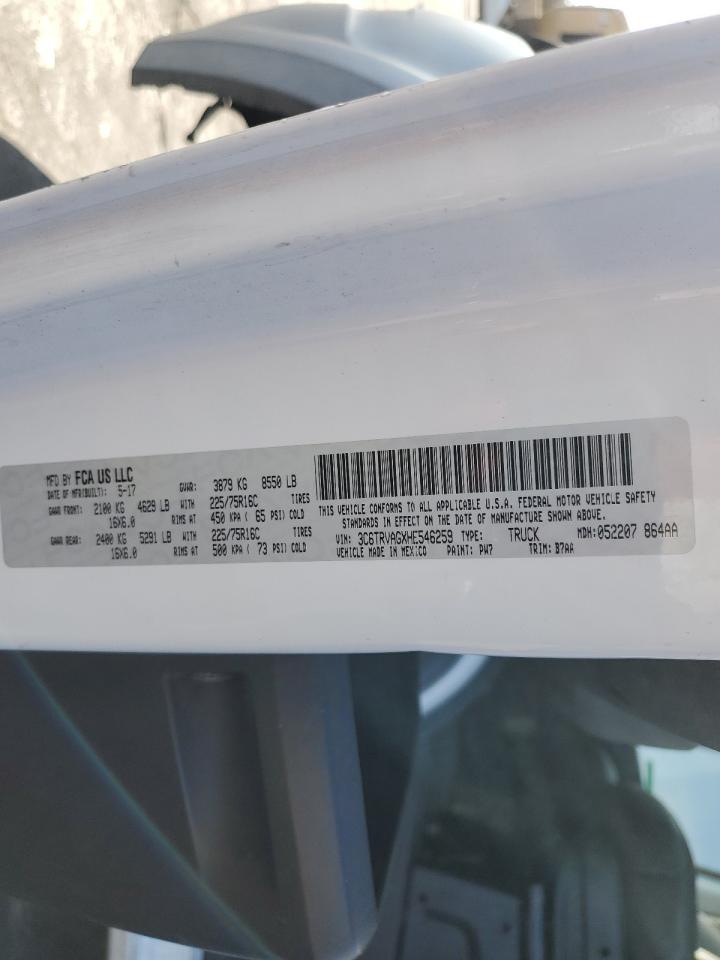 MFD BY FCA US LLC
DATE OF MFR(BUILT): 5-17
GVWR: 3879 KG 8550 LB
GAWR FRONT: 2100 KG 4629 LB WITH 225/75R16C TIRES
16X6.0 RIMS AT 450 KPA ( 65 PSI) COLD
GAWR REAR: 2400 KG 5291 LB WITH 225/75R16C TIRES
16X6.0 RIMS AT 500 KPA ( 73 PSI) COLD
THIS VEHICLE CONFORMS TO ALL APPLICABLE U.S.A. FEDERAL MOTOR VEHICLE SAFETY
STANDARDS IN EFFECT ON THE DATE OF MANUFACTURE SHOWN ABOVE.
VIN: 3C6TRVAGXHE546259 TYPE: TRUCK MDH:052207 864AA
VEHICLE MADE IN MEXICO PAINT: PW7 TRIM: B7AA